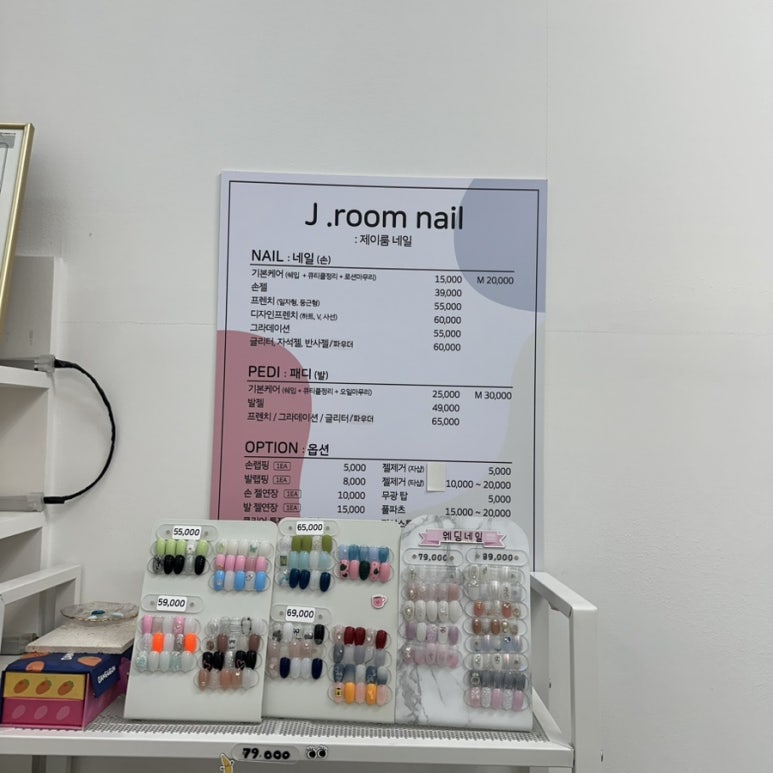 J .room nail
: 제이룸 네일
NAIL : 네일 (손)
기본케어 (쉐입 + 큐티클정리 + 로션마무리) 15,000 M 20,000
손젤 39,000
프렌치 (일자형, 둥근형) 55,000
디자인프렌치 (하트, V, 사선) 60,000
그라데이션 55,000
글리터, 자석젤, 반사젤/파우더 60,000
PEDI : 패디 (발)
기본케어 (쉐입 + 큐티클정리 + 오일마무리) 25,000 M 30,000
발젤 49,000
프렌치 / 그라데이션 / 글리터/파우더 65,000
OPTION : 옵션
손랩핑 1EA 5,000 젤제거 (자샵) 5,000
발랩핑 1EA 8,000 젤제거 (타샵) 10,000 ~ 20,000
손 젤연장 1EA 10,000 무광 탑 5,000
발 젤연장 1EA 15,000 풀파츠 15,000 ~ 20,000
55,000
65,000
웨딩네일
79,000
89,000
59,000
69,000
79.000